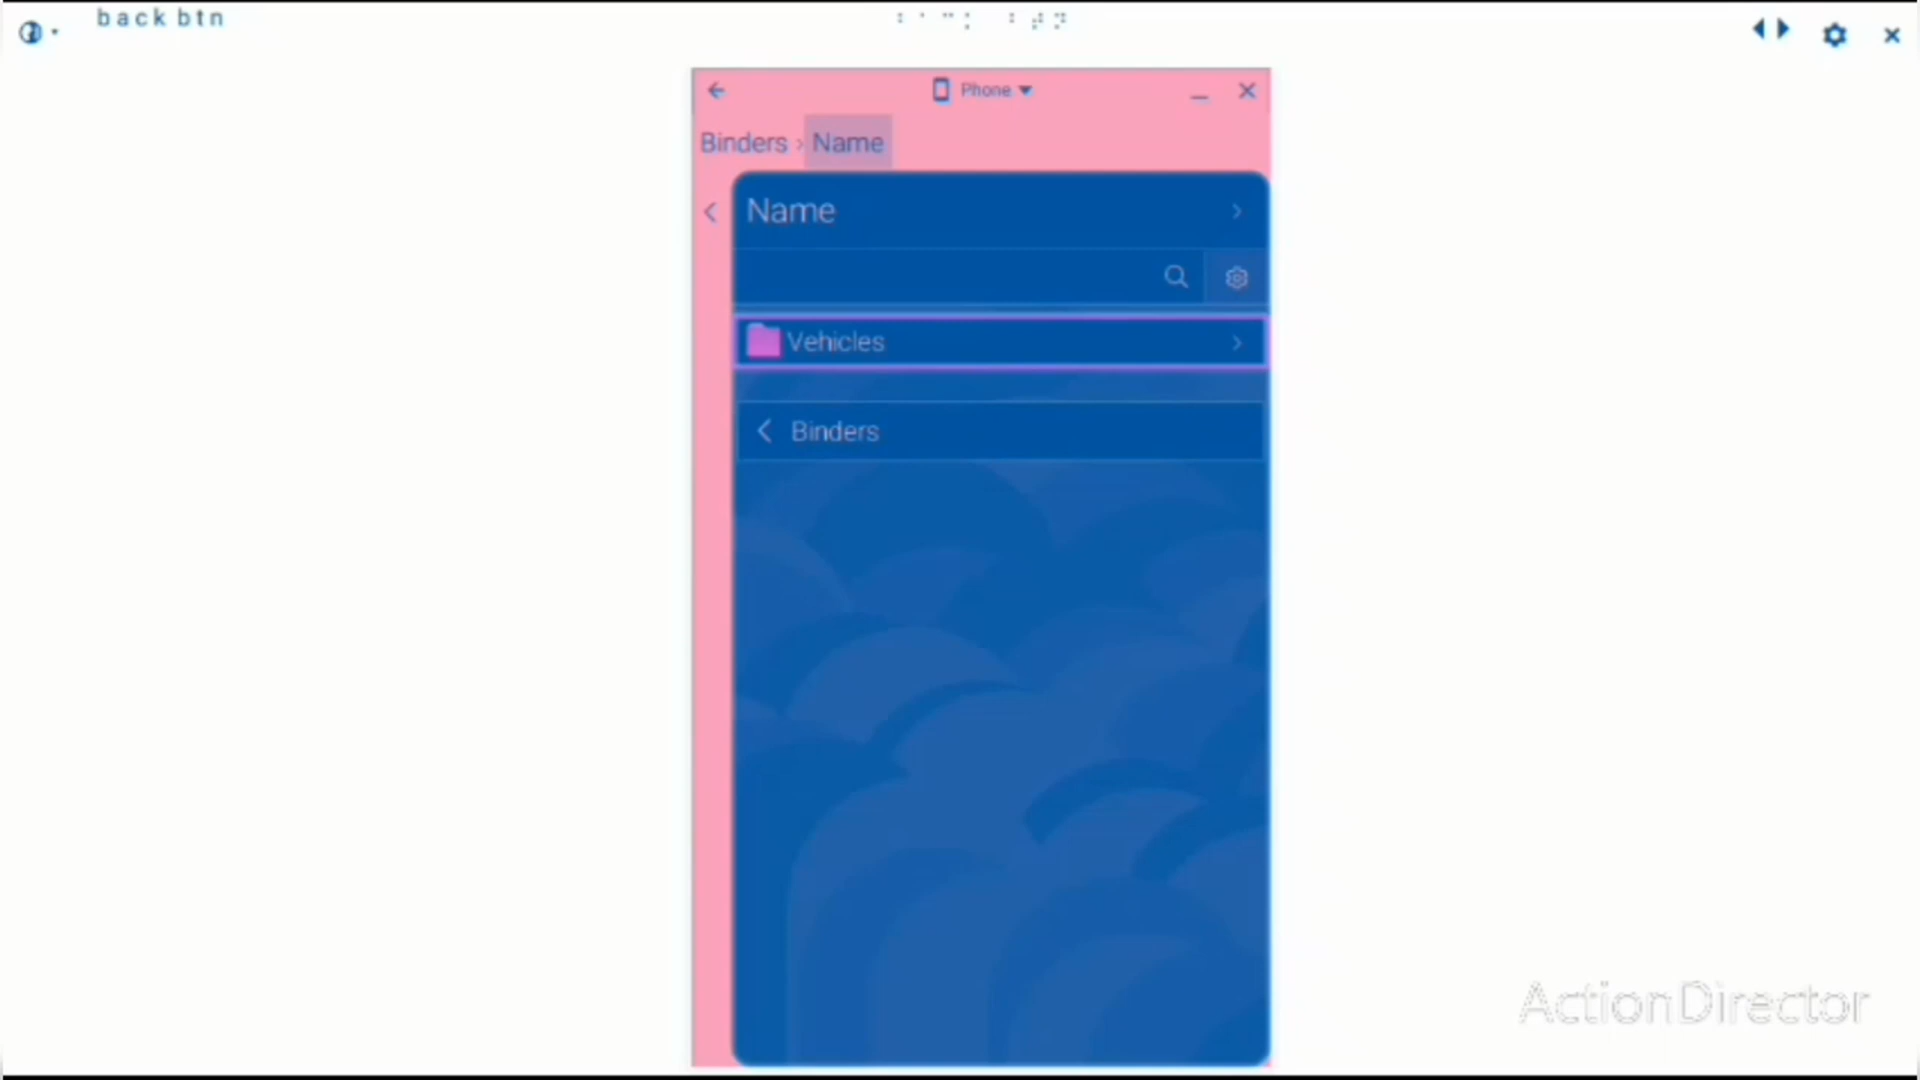 back btn
⠃⠁⠉⠅ ⠃⠞⠝
Phone
Binders › Name
Name
Vehicles
Binders
ActionDirector